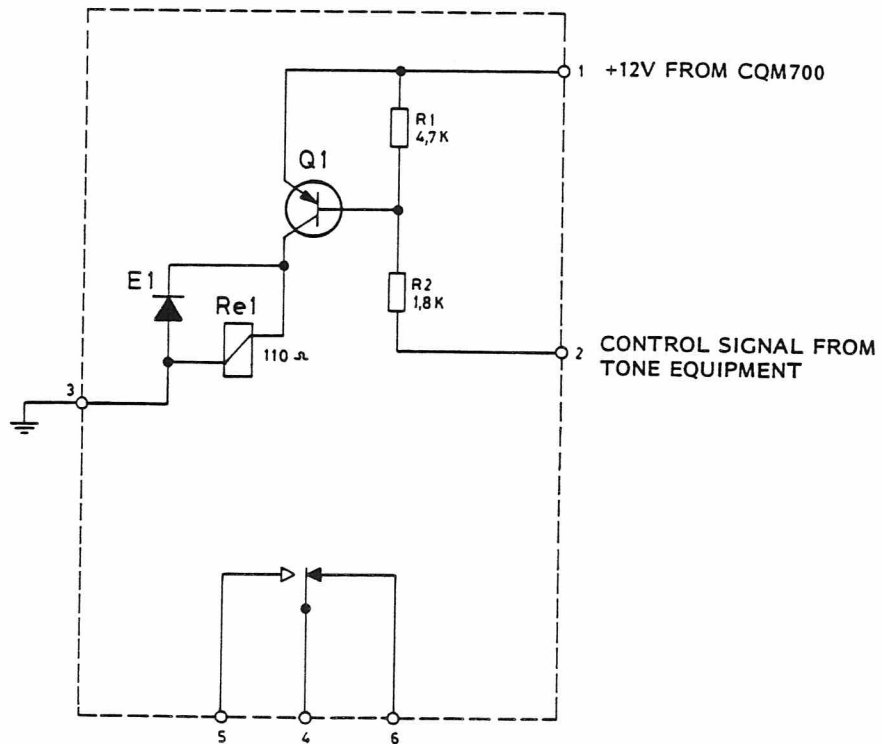 1 +12V FROM CQM700
R1
4,7K
Q1
R2
1,8K
E1
Re1
110 Ω
2 CONTROL SIGNAL FROM
TONE EQUIPMENT
3
5 4 6